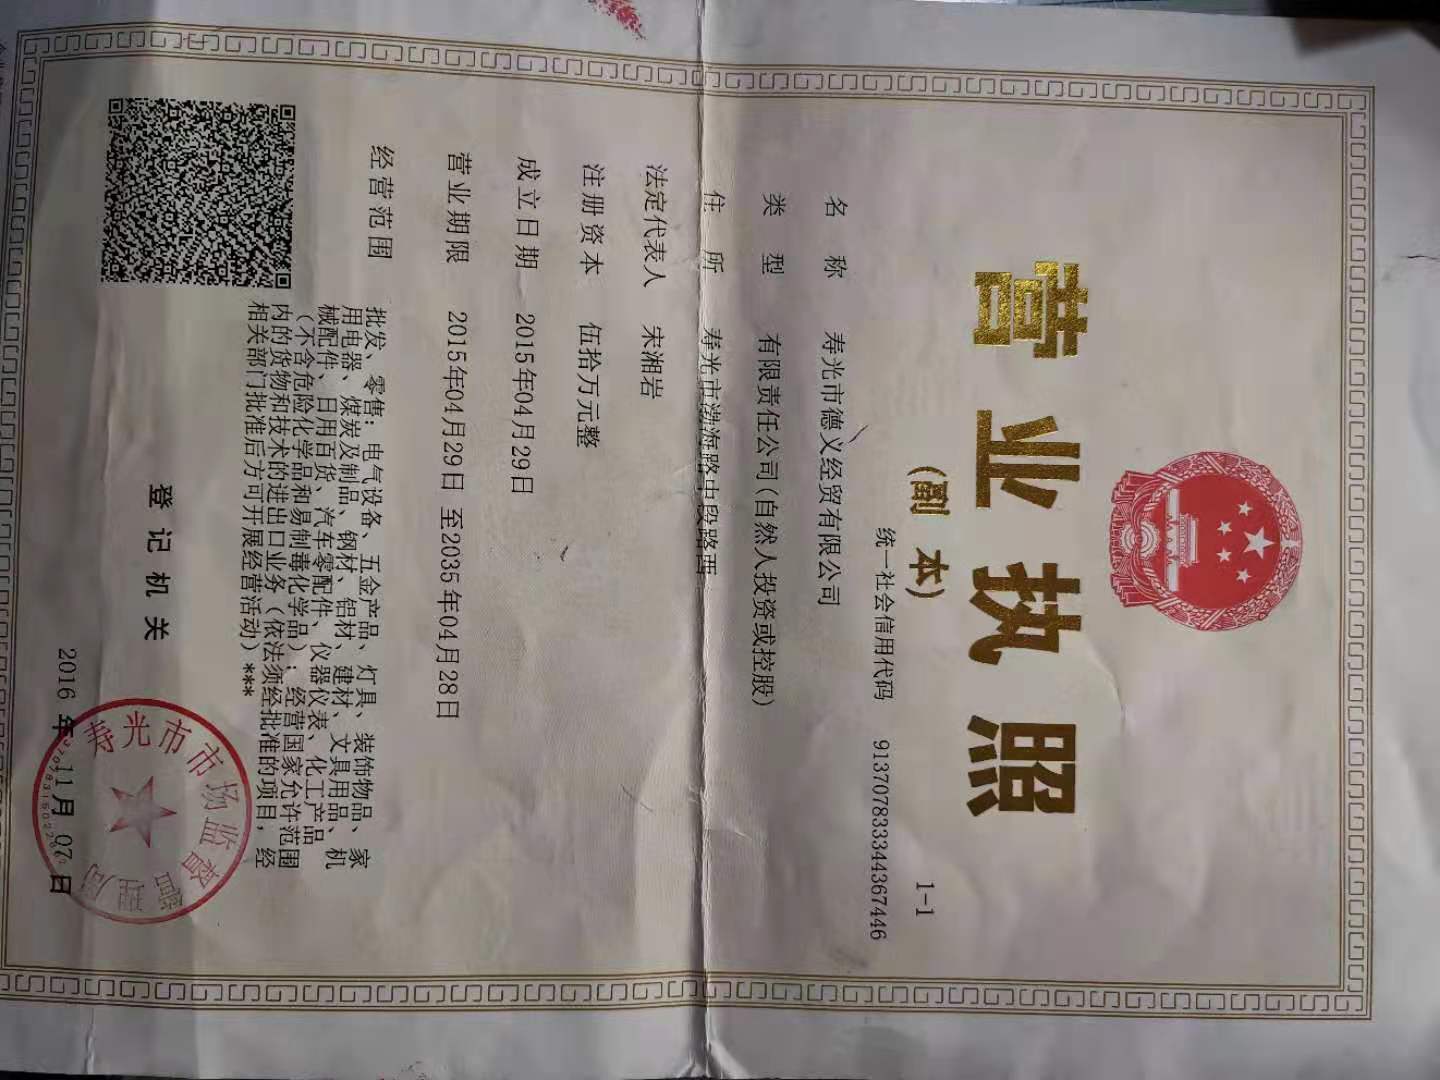 营业执照
（副 本）
1-1
统一社会信用代码 913707833344367446
名 称 寿光市德义经贸有限公司
类 型 有限责任公司(自然人投资或控股)
住 所 寿光市渤海路中段路西
法定代表人 宋湘岩
注册资本 伍拾万元整
成立日期 2015年04月29日
营业期限 2015年04月29日 至2035年04月28日
经营范围 批发、零售：电气设备、五金产品、灯具、装饰物品、家
用电器、煤炭及制品、钢材、铝材、建材、文具用品、机
械配件、日用百货、汽车零配件、仪器仪表、化工产品
（不含危险化学品和易制毒化学品）；经营国家允许范围
内的货物和技术的进出口业务（依法须经批准的项目，经
相关部门批准后方可开展经营活动）***
登记机关
2016 年 11 月 07 日
寿光市市场监督管理局